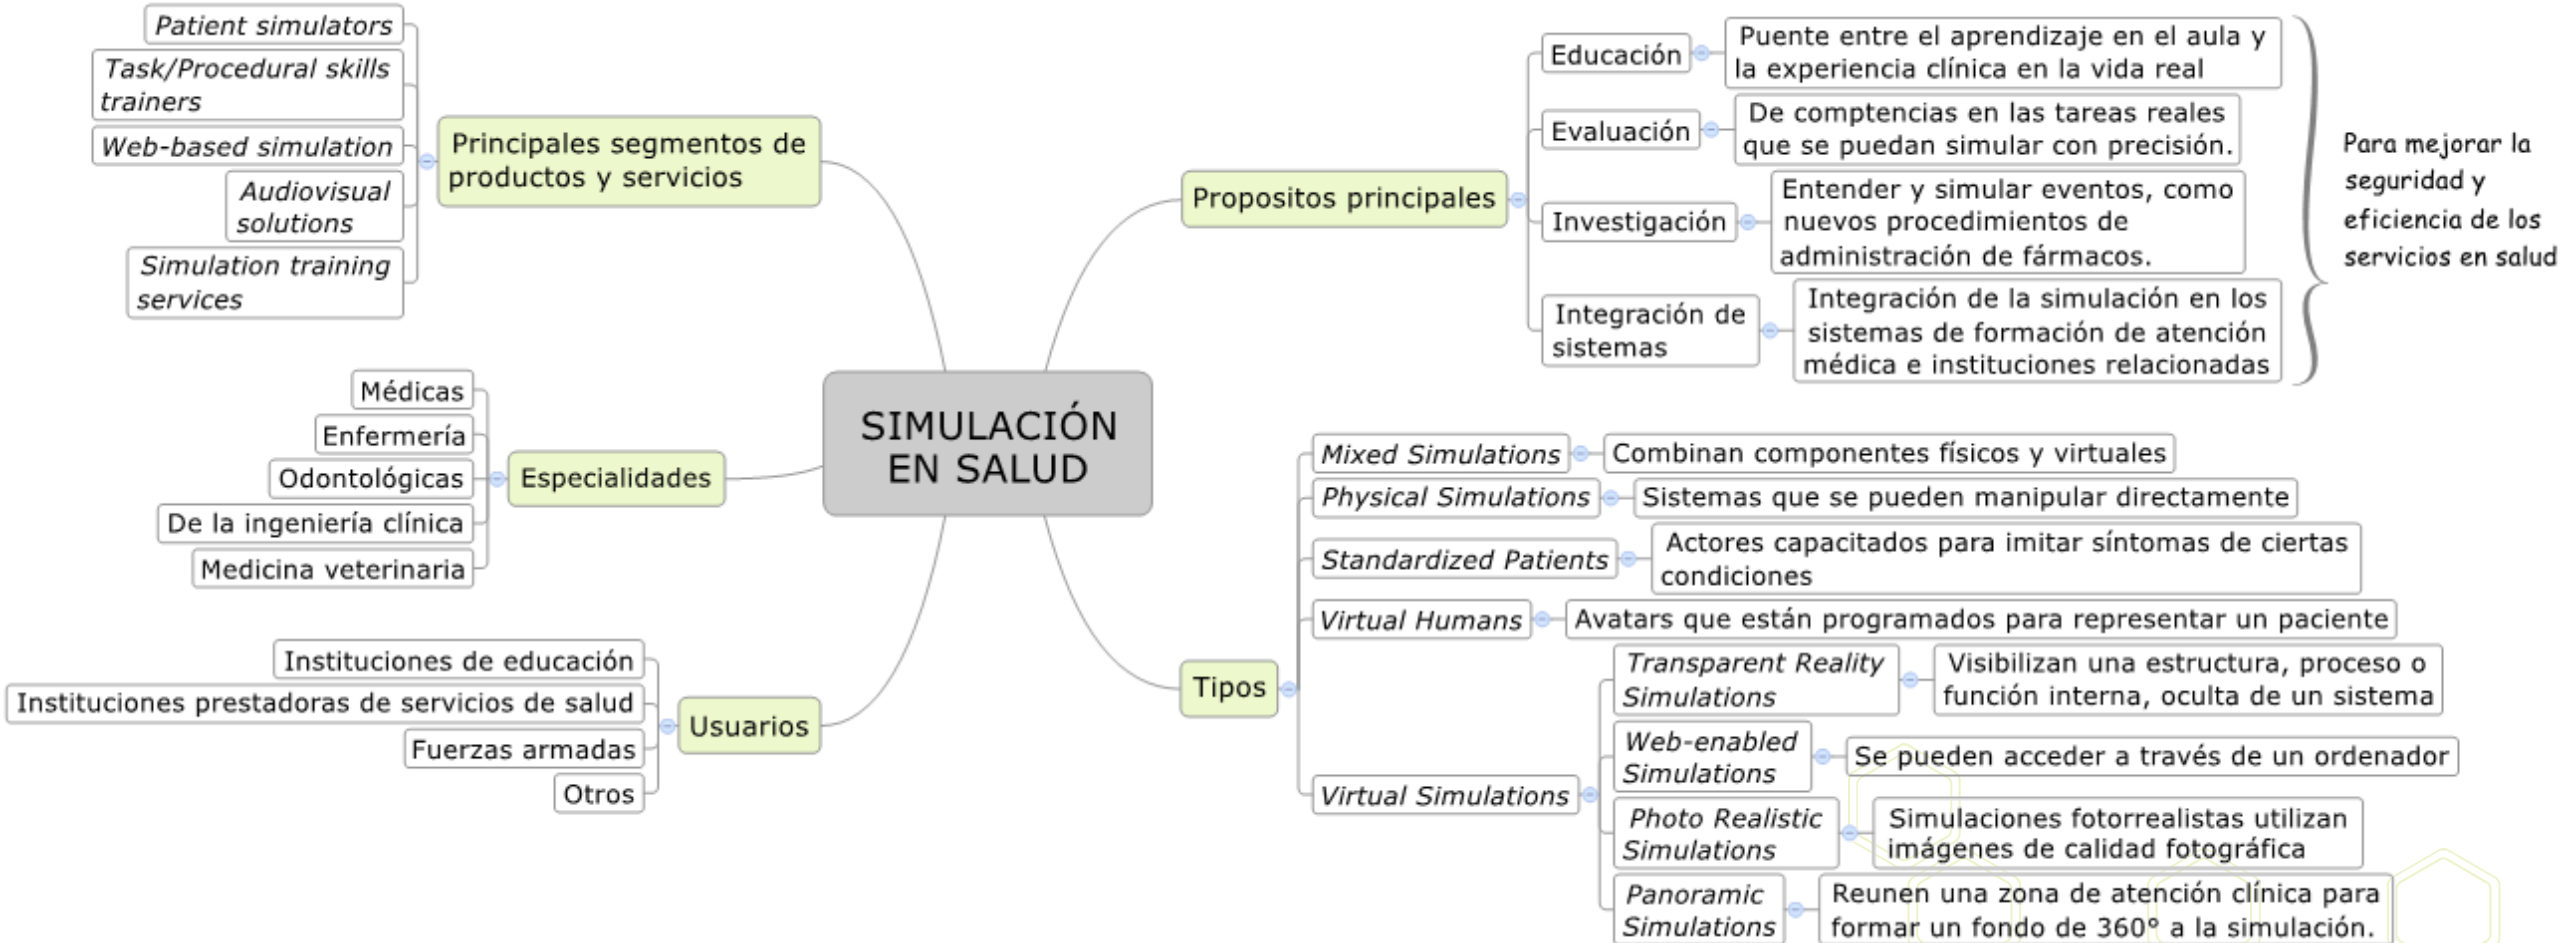 SIMULACIÓN
EN SALUD
Principales segmentos de
productos y servicios
Patient simulators
Task/Procedural skills
trainers
Web-based simulation
Audiovisual
solutions
Simulation training
services
Especialidades
Médicas
Enfermería
Odontológicas
De la ingeniería clínica
Medicina veterinaria
Usuarios
Instituciones de educación
Instituciones prestadoras de servicios de salud
Fuerzas armadas
Otros
Propositos principales
Educación
Puente entre el aprendizaje en el aula y
la experiencia clínica en la vida real
Evaluación
De comptencias en las tareas reales
que se puedan simular con precisión.
Investigación
Entender y simular eventos, como
nuevos procedimientos de
administración de fármacos.
Integración de
sistemas
Integración de la simulación en los
sistemas de formación de atención
médica e instituciones relacionadas
Para mejorar la
seguridad y
eficiencia de los
servicios en salud
Tipos
Mixed Simulations
Combinan componentes físicos y virtuales
Physical Simulations
Sistemas que se pueden manipular directamente
Standardized Patients
Actores capacitados para imitar síntomas de ciertas
condiciones
Virtual Humans
Avatars que están programados para representar un paciente
Virtual Simulations
Transparent Reality
Simulations
Visibilizan una estructura, proceso o
función interna, oculta de un sistema
Web-enabled
Simulations
Se pueden acceder a través de un ordenador
Photo Realistic
Simulations
Simulaciones fotorrealistas utilizan
imágenes de calidad fotográfica
Panoramic
Simulations
Reunen una zona de atención clínica para
formar un fondo de 360º a la simulación.